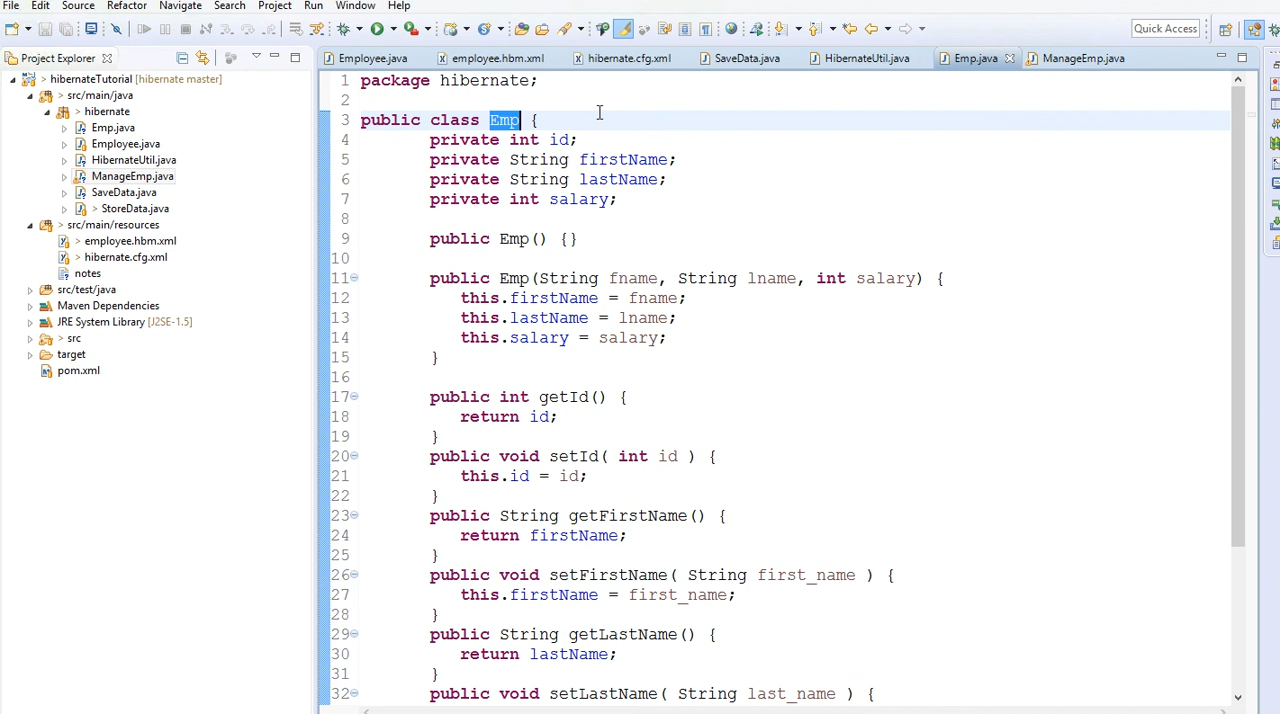 File Edit Source Refactor Navigate Search Project Run Window Help
Quick Access
Project Explorer
Employee.java employee.hbm.xml hibernate.cfg.xml SaveData.java HibernateUtil.java Emp.java ManageEmp.java
> hibernateTutorial [hibernate master]
src/main/java
hibernate
Emp.java
Employee.java
HibernateUtil.java
ManageEmp.java
SaveData.java
> StoreData.java
src/main/resources
> employee.hbm.xml
> hibernate.cfg.xml
notes
src/test/java
Maven Dependencies
JRE System Library [J2SE-1.5]
> src
target
pom.xml
1 package hibernate;
2
3 public class Emp {
4 private int id;
5 private String firstName;
6 private String lastName;
7 private int salary;
8
9 public Emp() {}
10
11 public Emp(String fname, String lname, int salary) {
12 this.firstName = fname;
13 this.lastName = lname;
14 this.salary = salary;
15 }
16
17 public int getId() {
18 return id;
19 }
20 public void setId( int id ) {
21 this.id = id;
22 }
23 public String getFirstName() {
24 return firstName;
25 }
26 public void setFirstName( String first_name ) {
27 this.firstName = first_name;
28 }
29 public String getLastName() {
30 return lastName;
31 }
32 public void setLastName( String last_name ) {